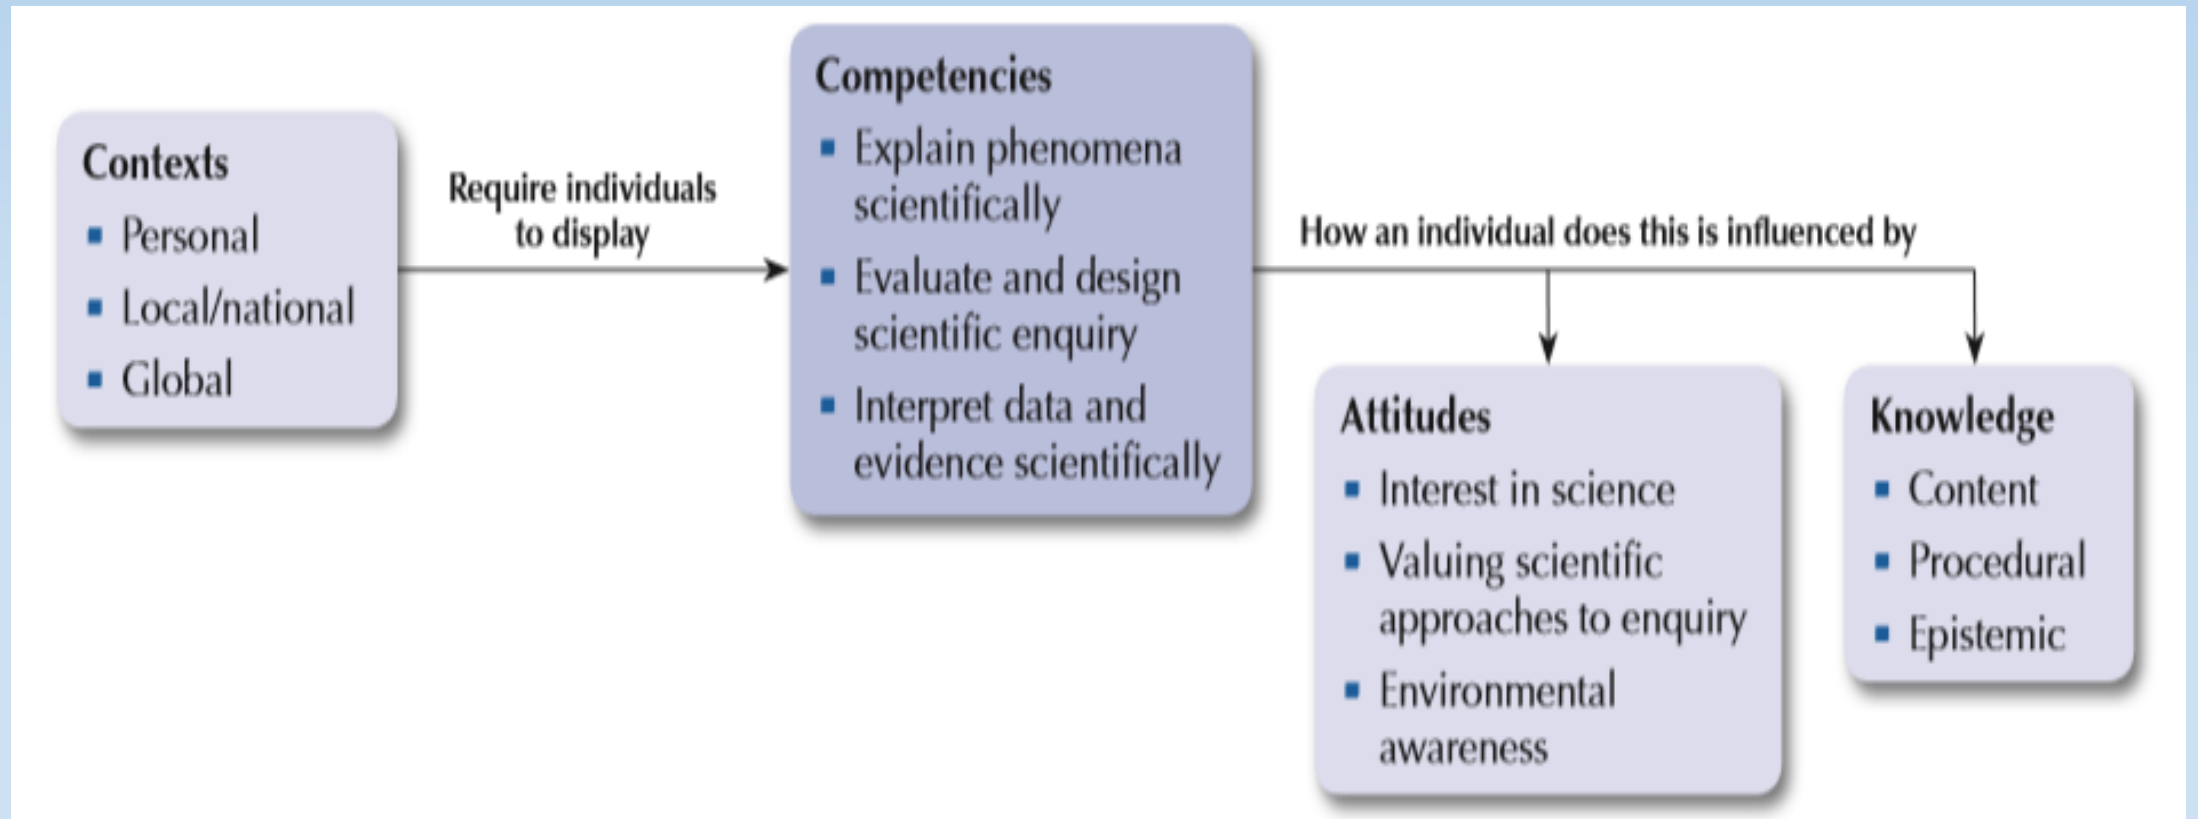 Contexts
Personal
Local/national
Global
Require individuals
to display
Competencies
Explain phenomena
scientifically
Evaluate and design
scientific enquiry
Interpret data and
evidence scientifically
How an individual does this is influenced by
Attitudes
Interest in science
Valuing scientific
approaches to enquiry
Environmental
awareness
Knowledge
Content
Procedural
Epistemic